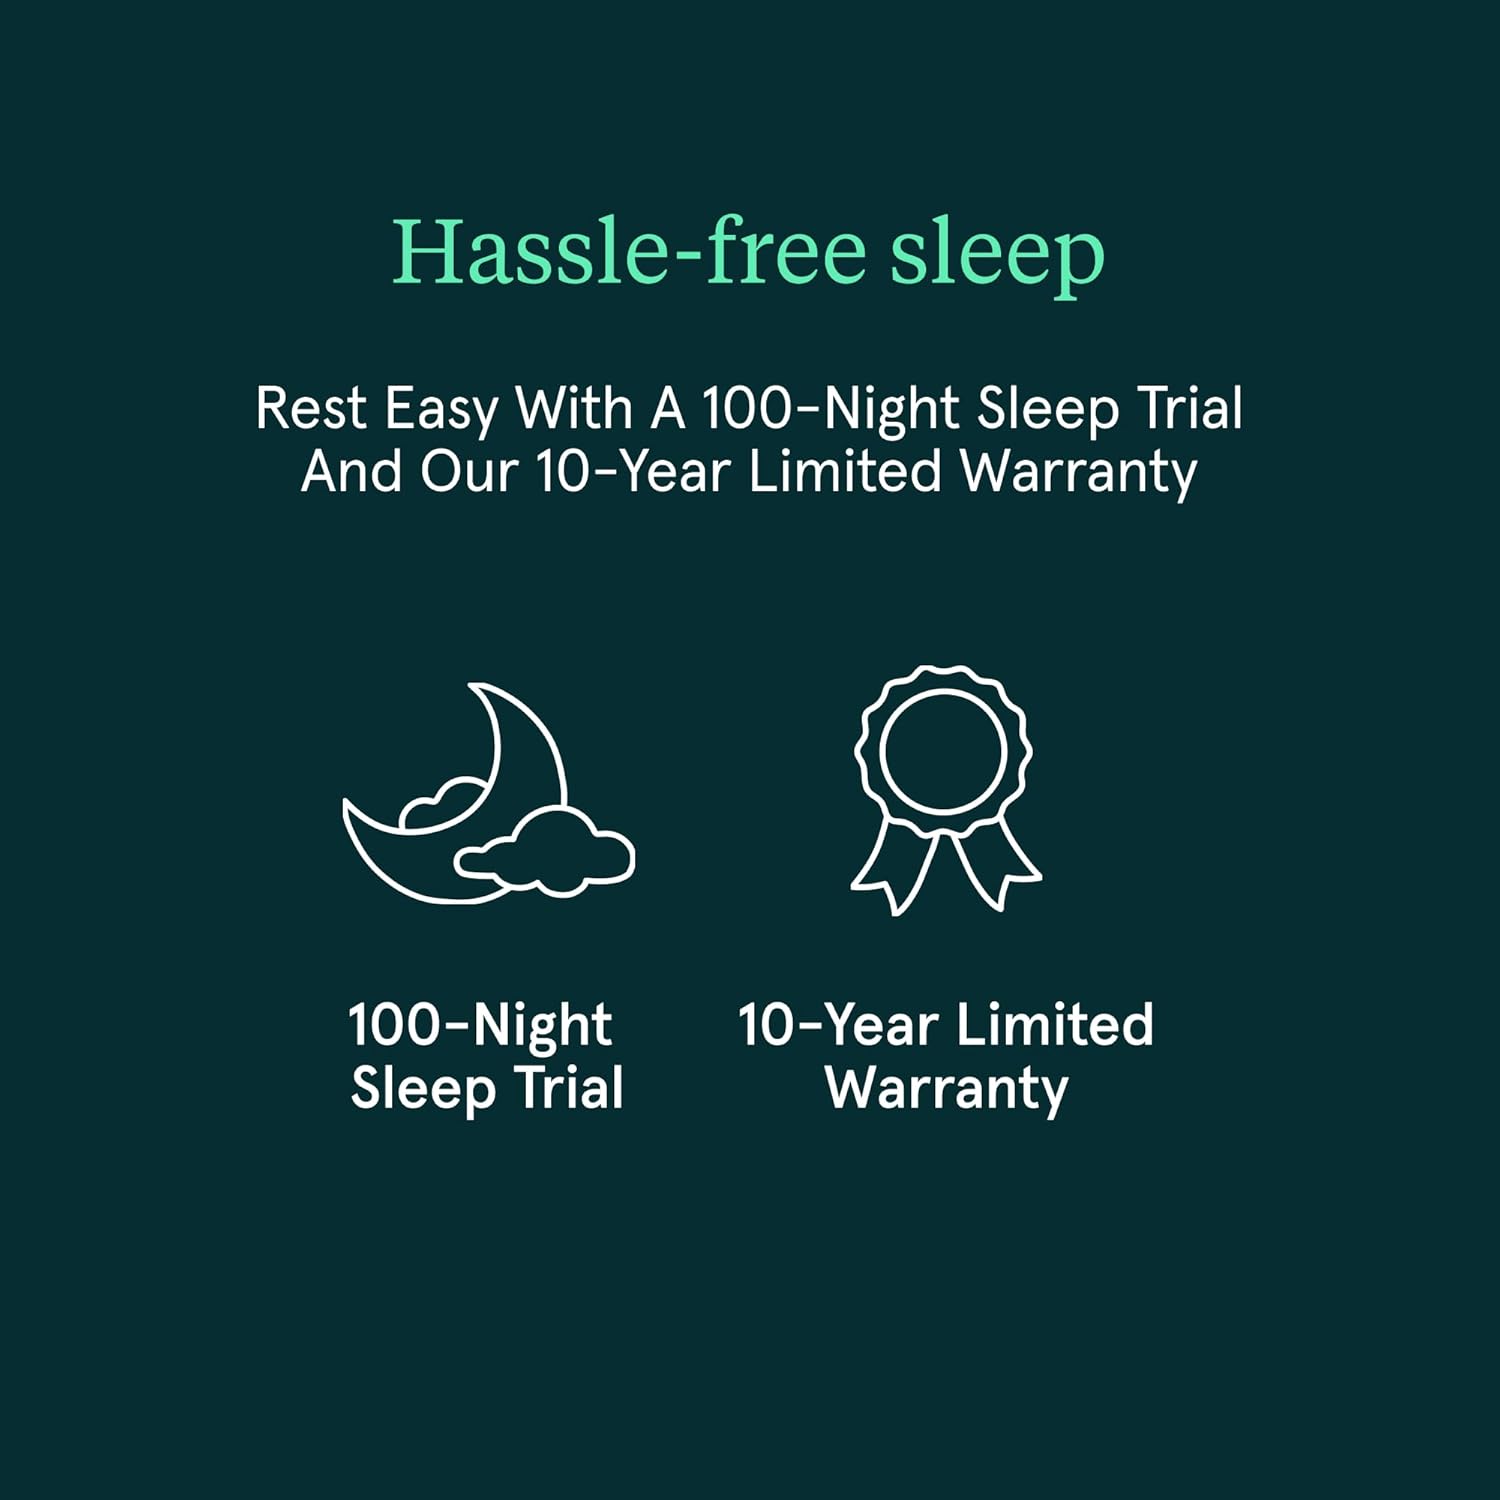 Hassle-free sleep
Rest Easy With A 100-Night Sleep Trial
And Our 10-Year Limited Warranty
100-Night
Sleep Trial
10-Year Limited
Warranty